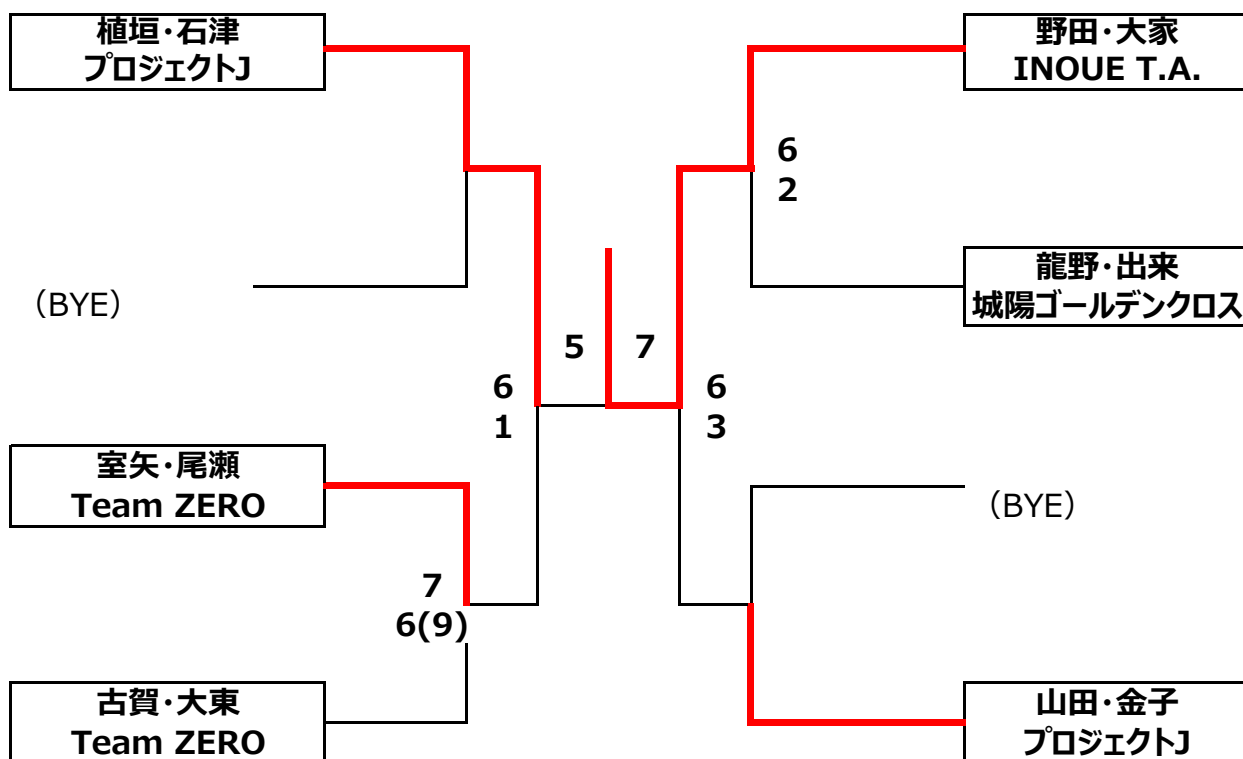 植垣・石津
プロジェクトJ
野田・大家
INOUE T.A.
6
2
龍野・出来
城陽ゴールデンクロス
（BYE）
5
7
6
1
6
3
室矢・尾瀬
Team ZERO
（BYE）
7
6(9)
古賀・大東
Team ZERO
山田・金子
プロジェクトJ